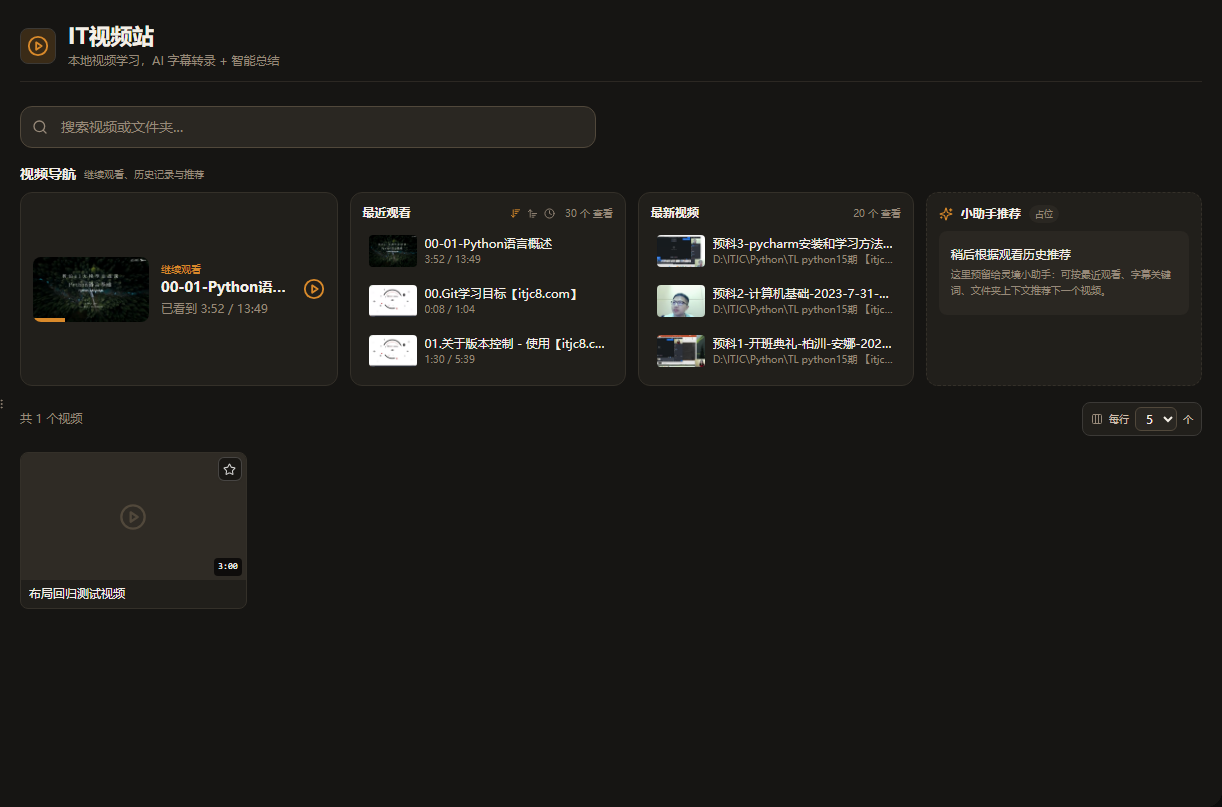 IT视频站
本地视频学习，AI 字幕转录 + 智能总结
搜索视频或文件夹...
视频导航 继续观看、历史记录与推荐
继续观看
00-01-Python语...
已看到 3:52 / 13:49
最近观看 30 个 查看
00-01-Python语言概述
3:52 / 13:49
00.Git学习目标【itjc8.com】
0:08 / 1:04
01.关于版本控制 - 使用【itjc8.c...
1:30 / 5:39
最新视频 20 个 查看
预科3-pycharm安装和学习方法...
D:\ITJC\Python\TL python15期 【itjc...
预科2-计算机基础-2023-7-31-...
D:\ITJC\Python\TL python15期 【itjc...
预科1-开班典礼-柏汌-安娜-202...
D:\ITJC\Python\TL python15期 【itjc...
小助手推荐 占位
稍后根据观看历史推荐
这里预留给灵境小助手：可按最近观看、字幕关键
词、文件夹上下文推荐下一个视频。
共 1 个视频
每行 5 个
3:00
布局回归测试视频